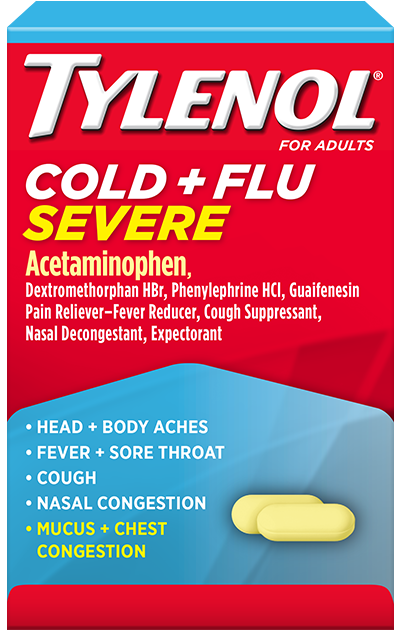 TYLENOL®
FOR ADULTS
COLD + FLU
SEVERE
Acetaminophen,
Dextromethorphan HBr, Phenylephrine HCl, Guaifenesin
Pain Reliever–Fever Reducer, Cough Suppressant,
Nasal Decongestant, Expectorant
• HEAD + BODY ACHES
• FEVER + SORE THROAT
• COUGH
• NASAL CONGESTION
• MUCUS + CHEST
CONGESTION